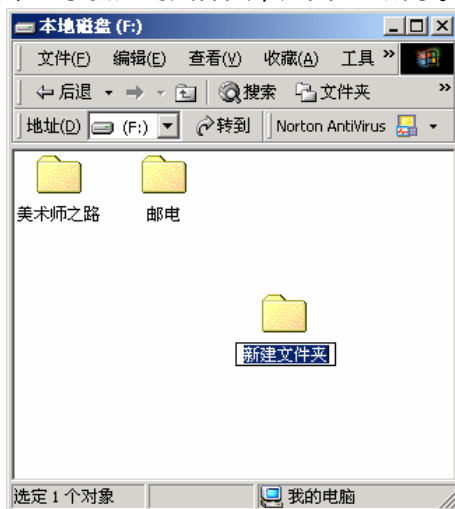 本地磁盘 (F:)
文件(F) 编辑(E) 查看(V) 收藏(A) 工具 »
后退 搜索 文件夹 »
地址(D) (F:) 转到 Norton AntiVirus
美术师之路 邮电
新建文件夹
选定 1 个对象 我的电脑